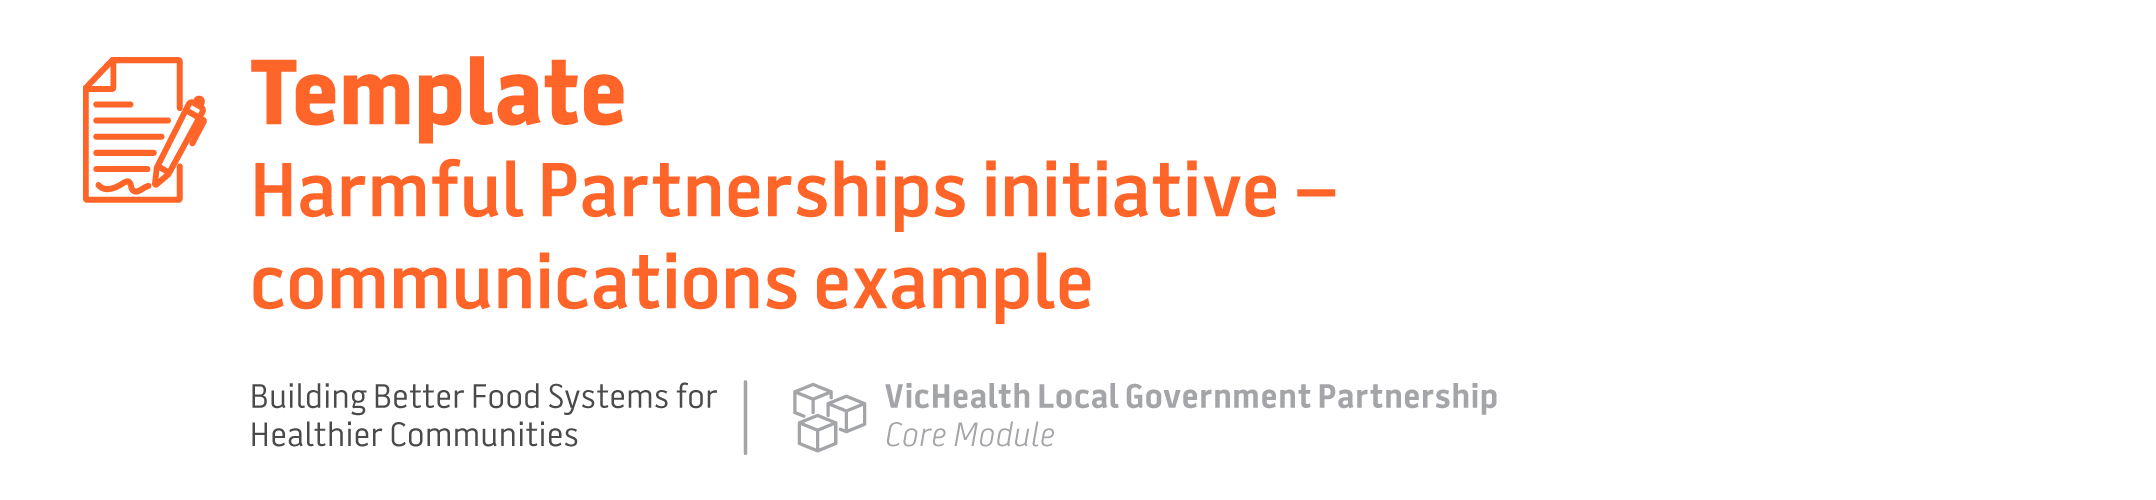 Template
Harmful Partnerships initiative –
communications example
Building Better Food Systems for
Healthier Communities
VicHealth Local Government Partnership
Core Module